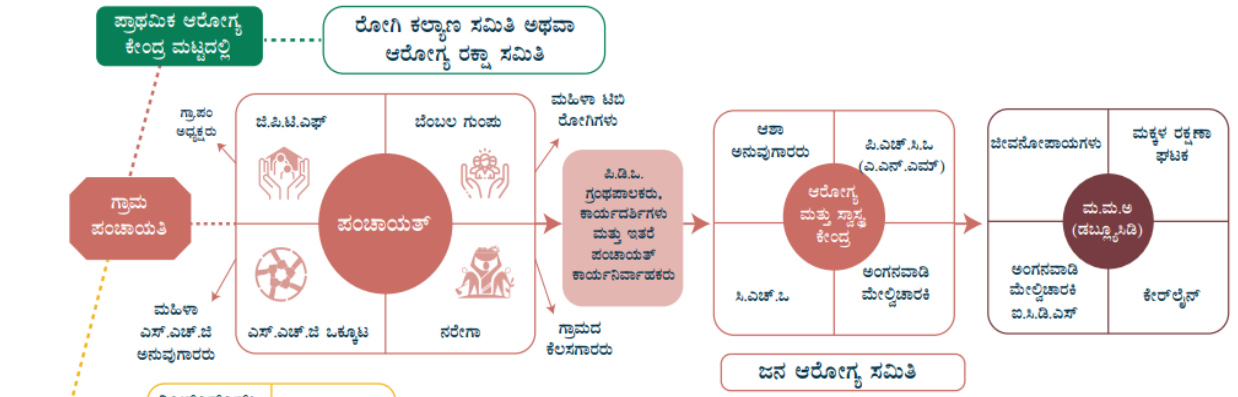 ಪ್ರಾಥಮಿಕ ಆರೋಗ್ಯ
ಕೇಂದ್ರ ಮಟ್ಟದಲ್ಲಿ
ರೋಗಿ ಕಲ್ಯಾಣ ಸಮಿತಿ ಅಥವಾ
ಆರೋಗ್ಯ ರಕ್ಷಾ ಸಮಿತಿ
ಗ್ರಾ.ಪಂ
ಅಧ್ಯಕ್ಷರು
ಜಿ.ಪಿ.ಟಿ.ಎಫ್
ಬೆಂಬಲ ಗುಂಪು
ಮಹಿಳಾ ಟಿಬಿ
ರೋಗಿಗಳು
ಗ್ರಾಮ
ಪಂಚಾಯತಿ
ಪಂಚಾಯತ್
ಮಹಿಳಾ
ಎಸ್.ಎಚ್.ಜಿ
ಅನುವುಗಾರರು
ಎಸ್.ಎಚ್.ಜಿ ಒಕ್ಕೂಟ
ನರೇಗಾ
ಗ್ರಾಮದ
ಕೆಲಸಗಾರರು
ಪಿ.ಡಿ.ಒ.
ಗ್ರಂಥಪಾಲಕರು,
ಕಾರ್ಯದರ್ಶಿಗಳು
ಮತ್ತು ಇತರೆ
ಪಂಚಾಯತ್
ಕಾರ್ಯನಿರ್ವಾಹಕರು
ಆಶಾ
ಅನುವುಗಾರರು
ಪಿ.ಎಚ್.ಸಿ.ಒ
(ಎ.ಎನ್.ಎಮ್)
ಆರೋಗ್ಯ
ಮತ್ತು ಸ್ವಾಸ್ಥ್ಯ
ಕೇಂದ್ರ
ಸಿ.ಎಚ್.ಒ
ಅಂಗನವಾಡಿ
ಮೇಲ್ವಿಚಾರಕಿ
ಜನ ಆರೋಗ್ಯ ಸಮಿತಿ
ಜೀವನೋಪಾಯಗಳು
ಮಕ್ಕಳ ರಕ್ಷಣಾ
ಘಟಕ
ಮ.ಮ.ಅ
(ಡಬ್ಲ್ಯೂಸಿಡಿ)
ಅಂಗನವಾಡಿ
ಮೇಲ್ವಿಚಾರಕಿ
ಐ.ಸಿ.ಡಿ.ಎಸ್
ಕೇರ್‌ಲೈನ್